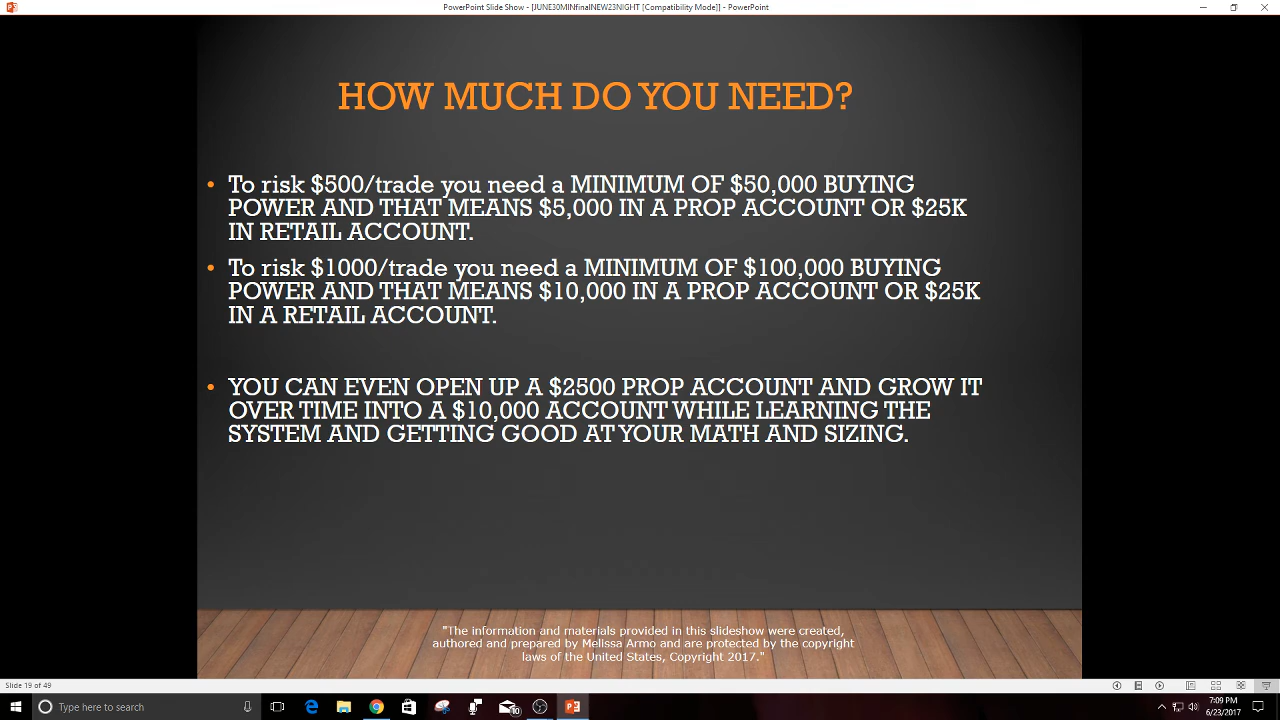 PowerPoint Slide Show - [JUNE30MINfinalNEW23NIGHT [Compatibility Mode]] - PowerPoint
HOW MUCH DO YOU NEED?
• To risk $500/trade you need a MINIMUM OF $50,000 BUYING
POWER AND THAT MEANS $5,000 IN A PROP ACCOUNT OR $25K
IN RETAIL ACCOUNT.
• To risk $1000/trade you need a MINIMUM OF $100,000 BUYING
POWER AND THAT MEANS $10,000 IN A PROP ACCOUNT OR $25K
IN A RETAIL ACCOUNT.
• YOU CAN EVEN OPEN UP A $2500 PROP ACCOUNT AND GROW IT
OVER TIME INTO A $10,000 ACCOUNT WHILE LEARNING THE
SYSTEM AND GETTING GOOD AT YOUR MATH AND SIZING.
"The information and materials provided in this slideshow were created,
authored and prepared by Melissa Armo and are protected by the copyright
laws of the United States, Copyright 2017."
Slide 19 of 49
Type here to search
10
7:09 PM
6/23/2017